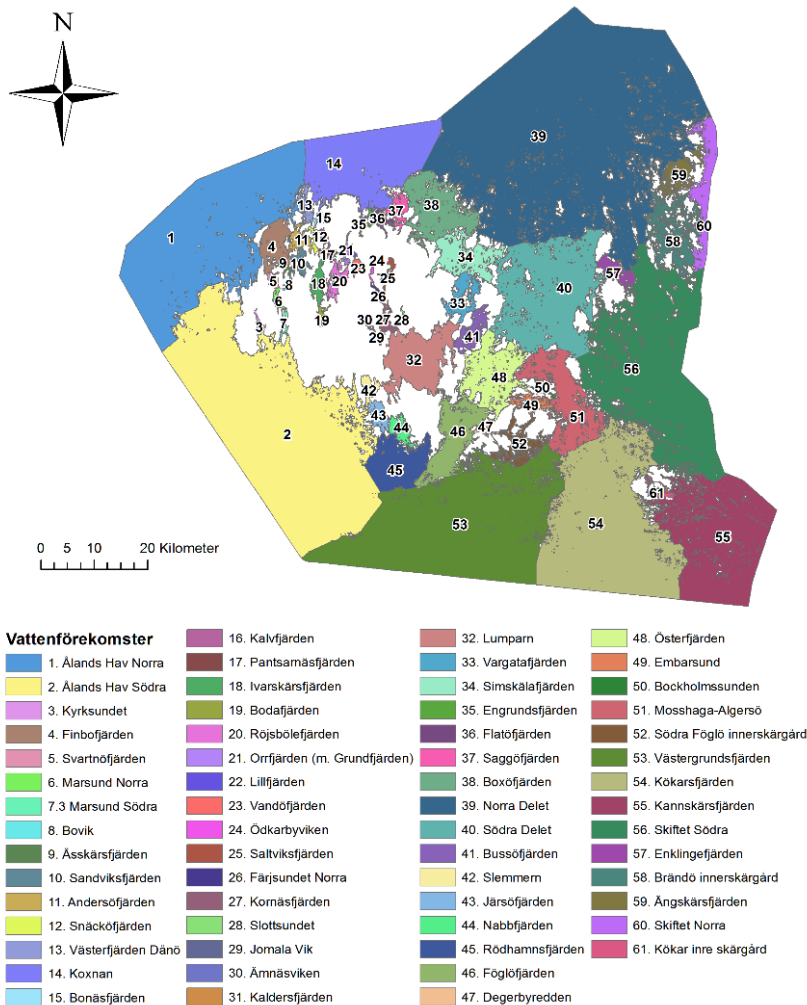 N
39
14
59
13
37
38
15
35
36
60
1
4
11
12
58
17
21
34
9
10
24
23
57
5
8
18
20
25
40
6
26
33
3
7
19
30
27
28
41
29
32
56
48
42
50
49
43
51
2
44
46
47
52
45
61
53
54
55
0 5 10 20 Kilometer
Vattenförekomster
1. Ålands Hav Norra
2. Ålands Hav Södra
3. Kyrksundet
4. Finbofjärden
5. Svartnöfjärden
6. Marsund Norra
7.3 Marsund Södra
8. Bovik
9. Ässkärsfjärden
10. Sandviksfjärden
11. Andersöfjärden
12. Snäcköfjärden
13. Västerfjärden Dänö
14. Koxnan
15. Bonäsfjärden
16. Kalvfjärden
17. Pantsarnäsfjärden
18. Ivarskärsfjärden
19. Bodafjärden
20. Röjsbölefjärden
21. Orrfjärden (m. Grundfjärden)
22. Lillfjärden
23. Vandöfjärden
24. Ödkarbyviken
25. Saltviksfjärden
26. Färjsundet Norra
27. Kornäsfjärden
28. Slottsundet
29. Jomala Vik
30. Ämnäsviken
31. Kaldersfjärden
32. Lumparn
33. Vargatafjärden
34. Simskälafjärden
35. Engrundsfjärden
36. Flatöfjärden
37. Saggöfjärden
38. Boxöfjärden
39. Norra Delet
40. Södra Delet
41. Bussöfjärden
42. Slemmern
43. Järsöfjärden
44. Nabbfjärden
45. Rödhamnsfjärden
46. Föglöfjärden
47. Degerbyredden
48. Österfjärden
49. Embarsund
50. Bockholmssunden
51. Mosshaga-Algersö
52. Södra Föglö innerskärgård
53. Västergrundsfjärden
54. Kökarsfjärden
55. Kannskärsfjärden
56. Skiftet Södra
57. Enklingefjärden
58. Brändö innerskärgård
59. Ängskärsfjärden
60. Skiftet Norra
61. Kökar inre skärgård